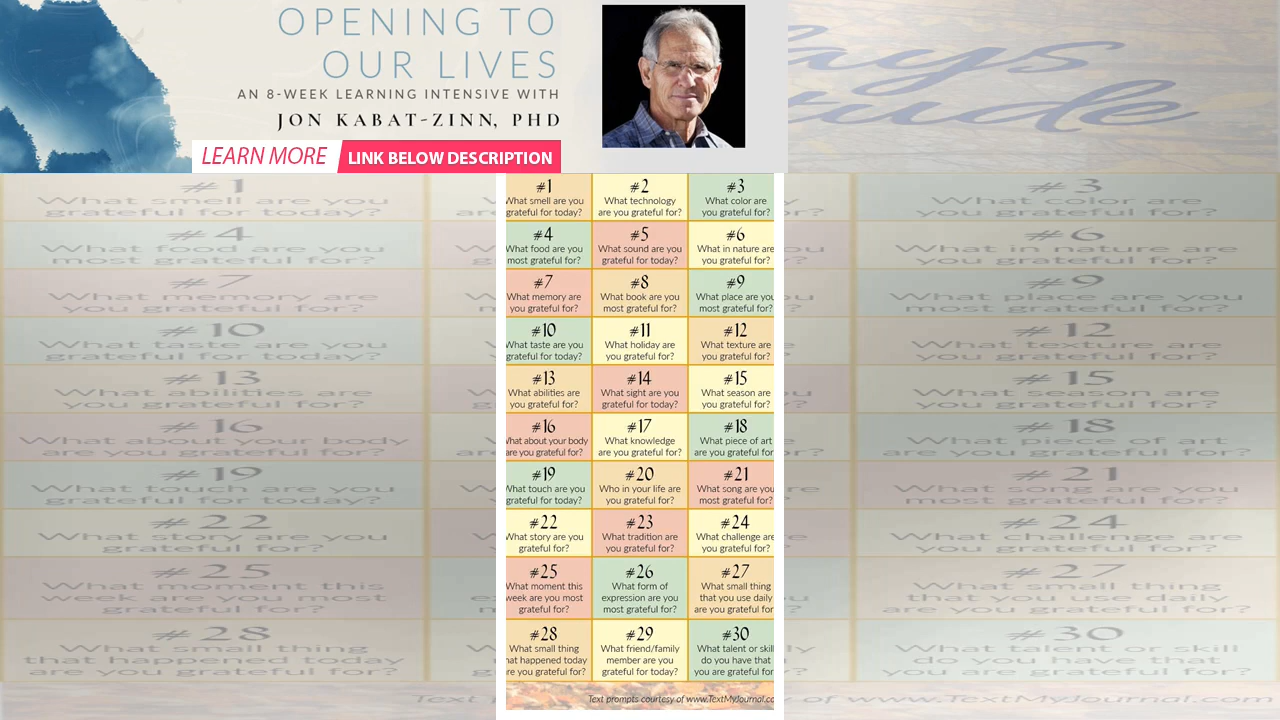 OPENING TO
OUR LIVES
AN 8-WEEK LEARNING INTENSIVE WITH
JON KABAT-ZINN, PHD
LEARN MORE LINK BELOW DESCRIPTION
#1 #2 #3
What smell are you What technology What color are
grateful for today? are you grateful for? you grateful for?
#4 #5 #6
What food are you What sound are you What in nature are
most grateful for? grateful for today? you grateful for?
#7 #8 #9
What memory are What book are you What place are you
you grateful for? most grateful for? most grateful for?
#10 #11 #12
What taste are you What holiday are What texture are
grateful for today? you grateful for? you grateful for?
#13 #14 #15
What abilities are What sight are you What season are
you grateful for? grateful for today? you grateful for?
#16 #17 #18
What about your body What knowledge What piece of art
are you grateful for? are you grateful for? are you grateful for
#19 #20 #21
What touch are you Who in your life are What song are you
grateful for today? you grateful for? most grateful for?
#22 #23 #24
What story are you What tradition are What challenge are
grateful for? you grateful for? you grateful for?
#25 #26 #27
What moment this What form of What small thing
week are you most expression are you that you use daily
grateful for? most grateful for? are you grateful for
#28 #29 #30
What small thing What friend/family What talent or skill
that happened today member are you do you have that
are you grateful for? grateful for today? you are grateful for
Text prompts courtesy of www.TextMyJournal.co